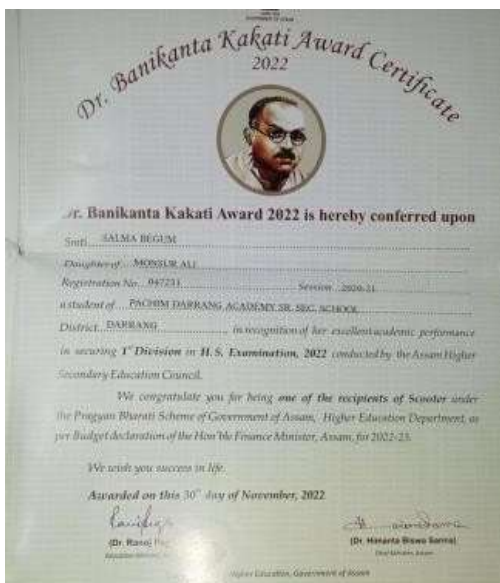 Dr. Banikanta Kakati Award Certificate
2022
Dr. Banikanta Kakati Award 2022 is hereby conferred upon
Smti SALMA BEGUM
Daughter of MONSUR ALI
Registration No. 047231 Session 2020-21
a student of PACHIM DARRANG ACADEMY SR. SEC. SCHOOL
District DARRANG in recognition of her excellent academic performance
in securing 1st Division in H.S. Examination, 2022 conducted by the Assam Higher
Secondary Education Council.
We congratulate you for being one of the recipients of Scooter under
the Pragyan Bharati Scheme of Government of Assam, Higher Education Department, as
per Budget declaration of the Hon'ble Finance Minister, Assam, for 2022-23.
We wish you success in life.
Awarded on this 30th day of November, 2022
(Dr. Ranoj (Dr. Himanta Biswa Sarma)
Education Minister, Chief Minister, Assam
Higher Education, Government of Assam